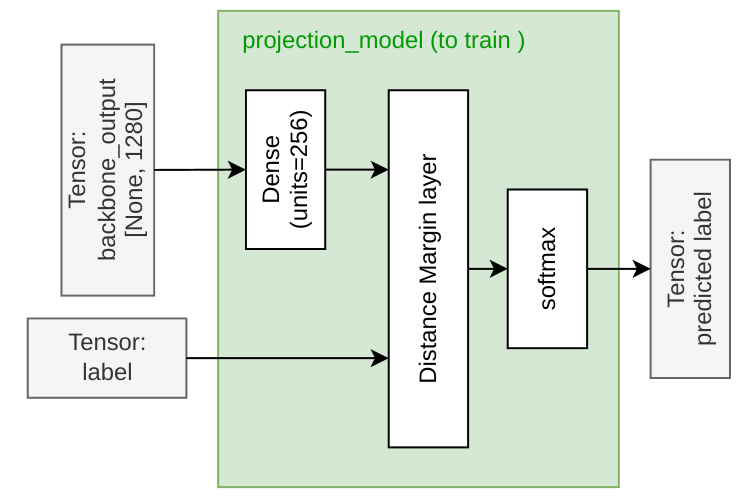 projection_model (to train )
Tensor:
backbone_output
[None, 1280]
Dense
(units=256)
Distance Margin layer
softmax
Tensor:
predicted label
Tensor:
label